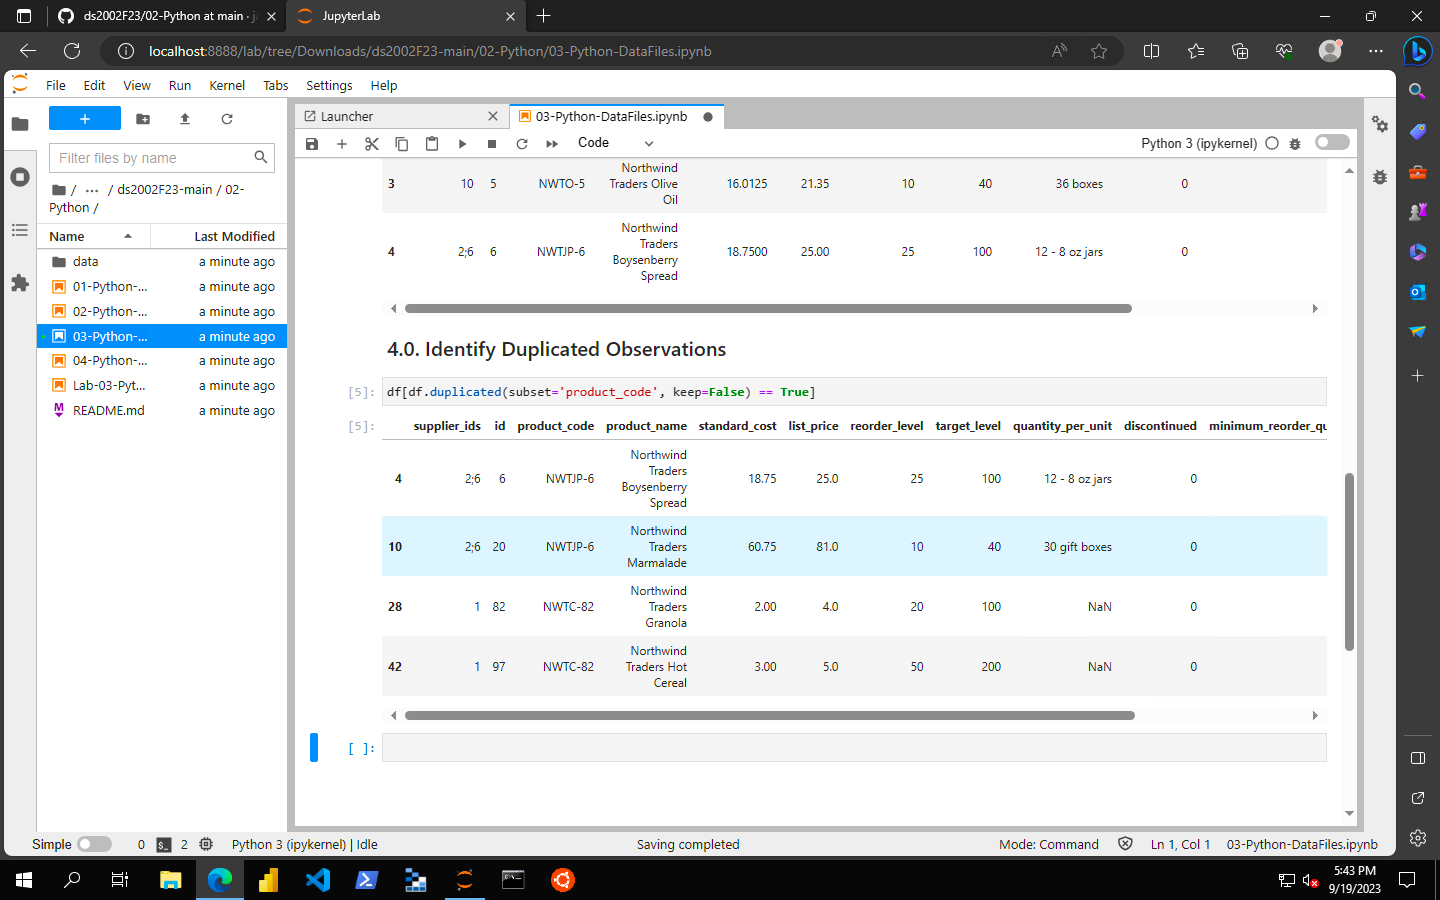 ds2002F23/02-Python at main · ja
JupyterLab
localhost:8888/lab/tree/Downloads/ds2002F23-main/02-Python/03-Python-DataFiles.ipynb
File Edit View Run Kernel Tabs Settings Help
Filter files by name
/ ··· / ds2002F23-main / 02-
Python /
Name Last Modified
data a minute ago
01-Python-... a minute ago
02-Python-... a minute ago
03-Python-... a minute ago
04-Python-... a minute ago
Lab-03-Pyt... a minute ago
README.md a minute ago
Launcher
03-Python-DataFiles.ipynb
Code
Python 3 (ipykernel)
3 10 5 NWTO-5 Northwind Traders Olive Oil 16.0125 21.35 10 40 36 boxes 0
4 2;6 6 NWTJP-6 Northwind Traders Boysenberry Spread 18.7500 25.00 25 100 12 - 8 oz jars 0
4.0. Identify Duplicated Observations
[5]: df[df.duplicated(subset='product_code', keep=False) == True]
[5]: supplier_ids id product_code product_name standard_cost list_price reorder_level target_level quantity_per_unit discontinued minimum_reorder_qu
4 2;6 6 NWTJP-6 Northwind Traders Boysenberry Spread 18.75 25.0 25 100 12 - 8 oz jars 0
10 2;6 20 NWTJP-6 Northwind Traders Marmalade 60.75 81.0 10 40 30 gift boxes 0
28 1 82 NWTC-82 Northwind Traders Granola 2.00 4.0 20 100 NaN 0
42 1 97 NWTC-82 Northwind Traders Hot Cereal 3.00 5.0 50 200 NaN 0
[ ]:
Simple 0 $_ 2 Python 3 (ipykernel) | Idle Saving completed Mode: Command Ln 1, Col 1 03-Python-DataFiles.ipynb
5:43 PM
9/19/2023